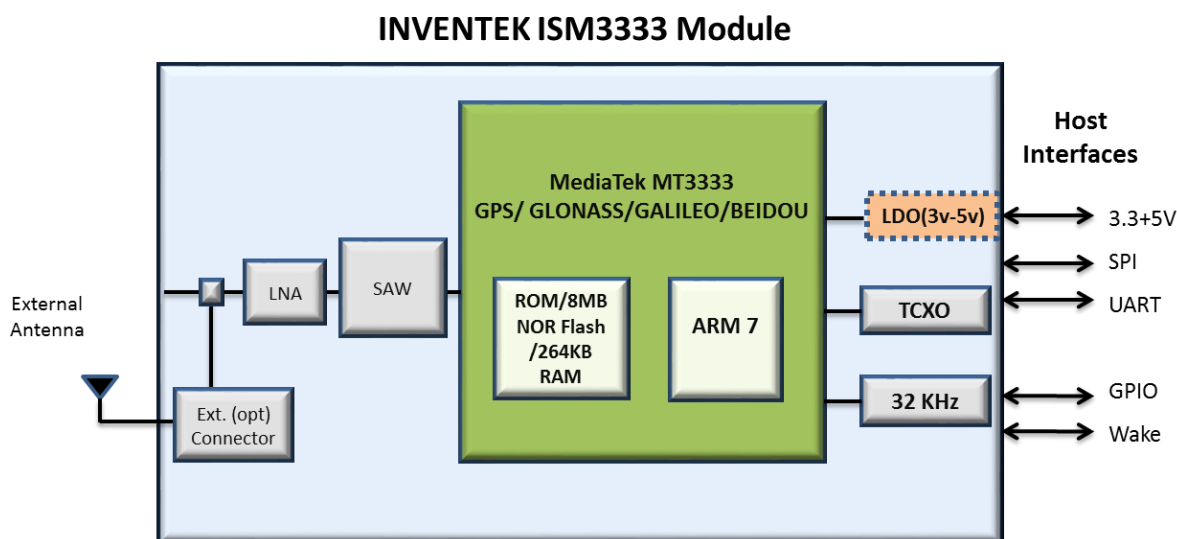 INVENTEK ISM3333 Module
Host
Interfaces
MediaTek MT3333
GPS/ GLONASS/GALILEO/BEIDOU
LDO(3v-5v)
3.3+5V
SPI
UART
External
Antenna
LNA
SAW
ROM/8MB
NOR Flash
/264KB
RAM
ARM 7
TCXO
32 KHz
GPIO
Wake
Ext. (opt)
Connector